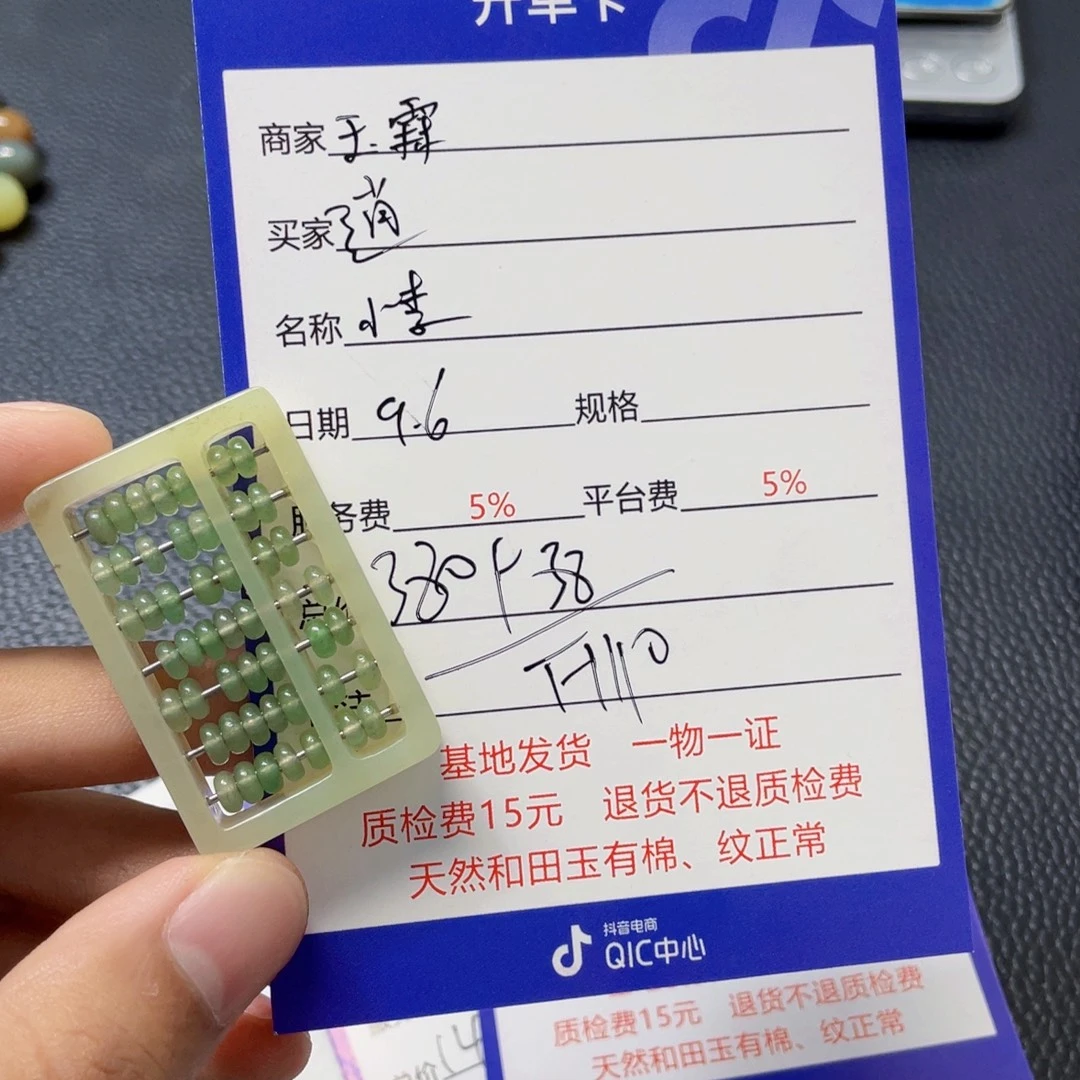 开单卡
商家 玉霖
买家 逍
名称 小李
日期 9.6 规格
服务费 5% 平台费 5%
380+38
TH110
基地发货 一物一证
质检费15元 退货不退质检费
天然和田玉有棉、纹正常
抖音电商
QIC中心
质检费15元 退货不退质检费
天然和田玉有棉、纹正常